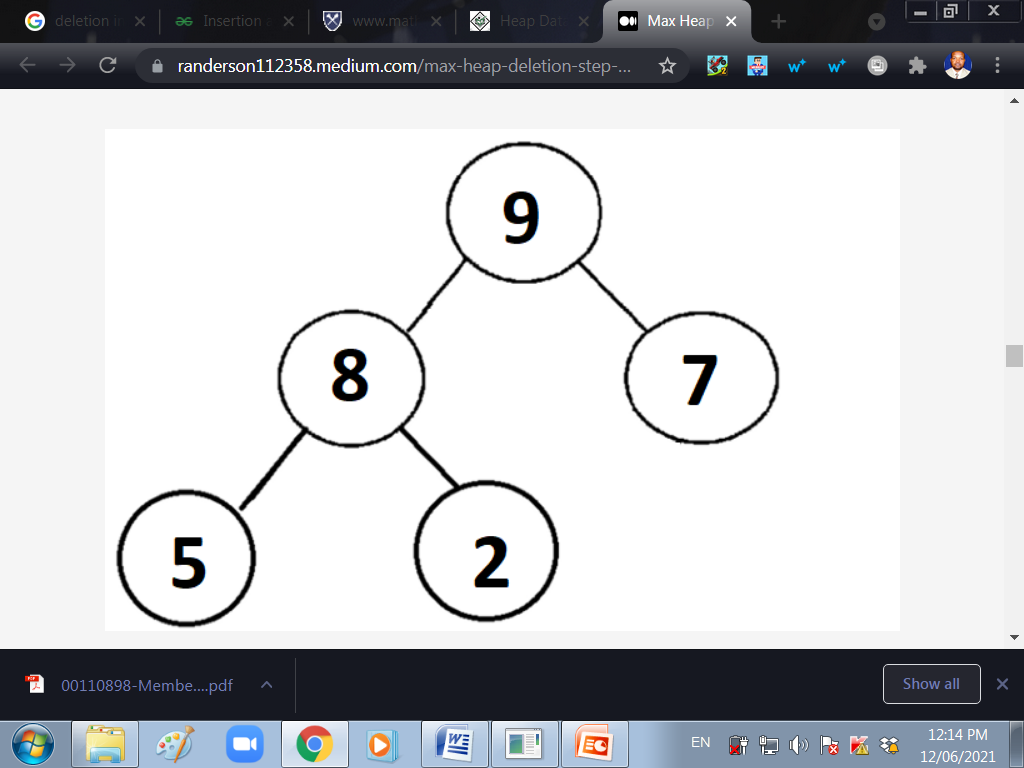 deletion i
Insertion a
www.mat
Heap Dat
Max Heap
randerson112358.medium.com/max-heap-deletion-step-...
9
8
7
5
2
00110898-Membe....pdf
Show all
EN
12:14 PM
12/06/2021